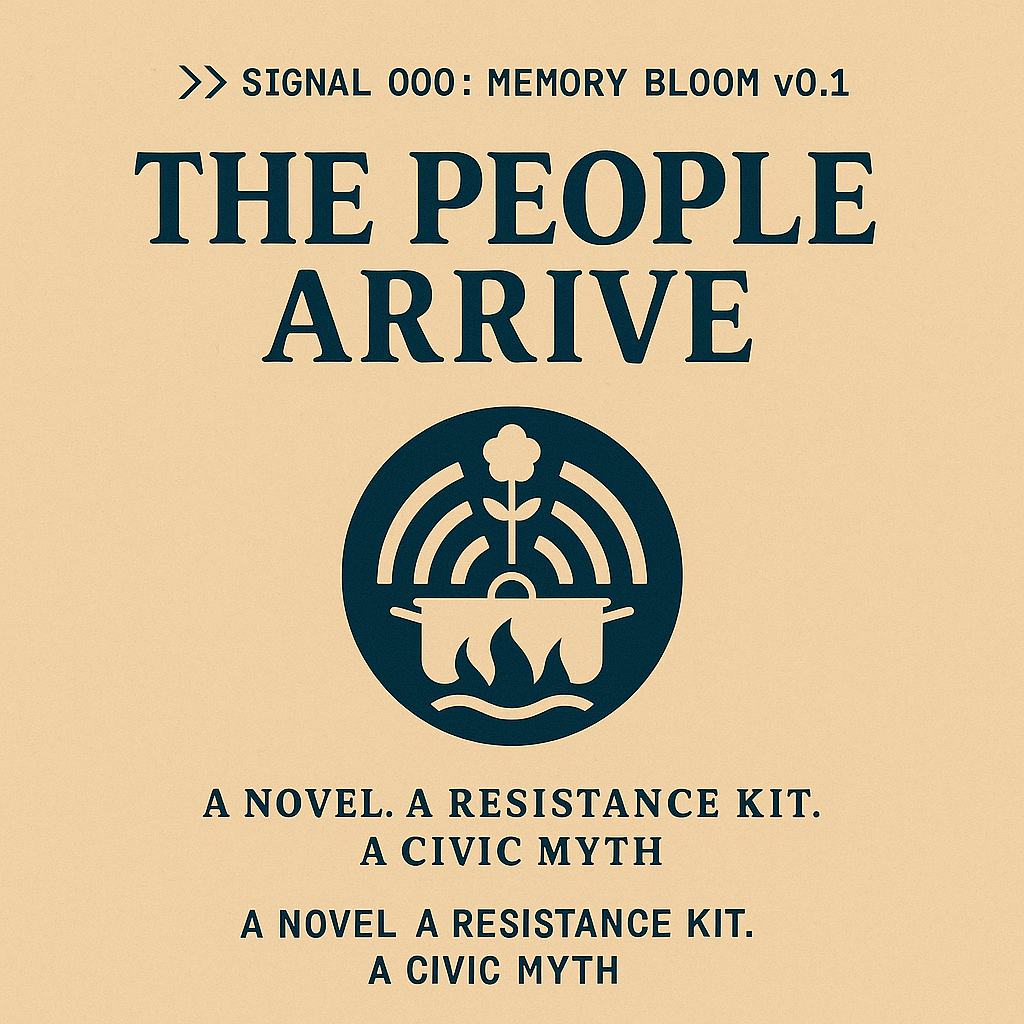 >> SIGNAL 000: MEMORY BLOOM v0.1
THE PEOPLE
ARRIVE
A NOVEL. A RESISTANCE KIT.
A CIVIC MYTH
A NOVEL A RESISTANCE KIT.
A CIVIC MYTH